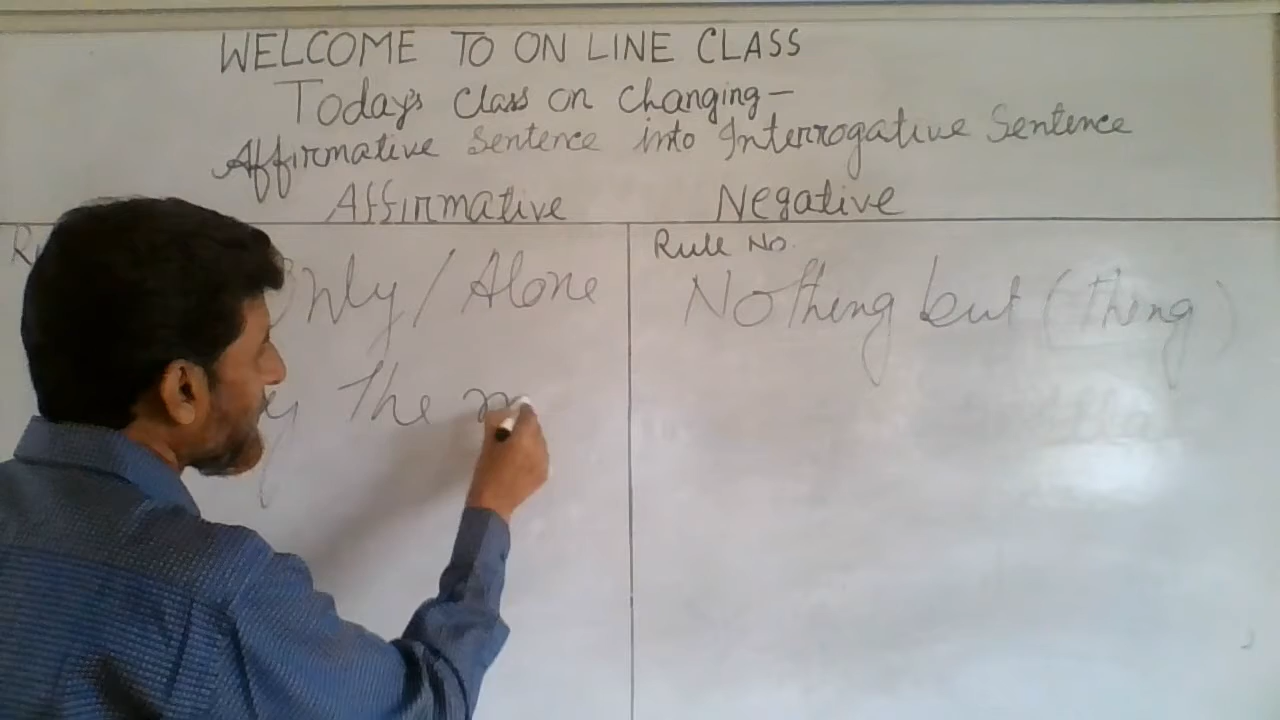 WELCOME TO ON LINE CLASS
Today's Class on Changing—
Affirmative Sentence into Interrogative Sentence
Affirmative Negative
Rule No.
Only / Alone Nothing but (thing)
The